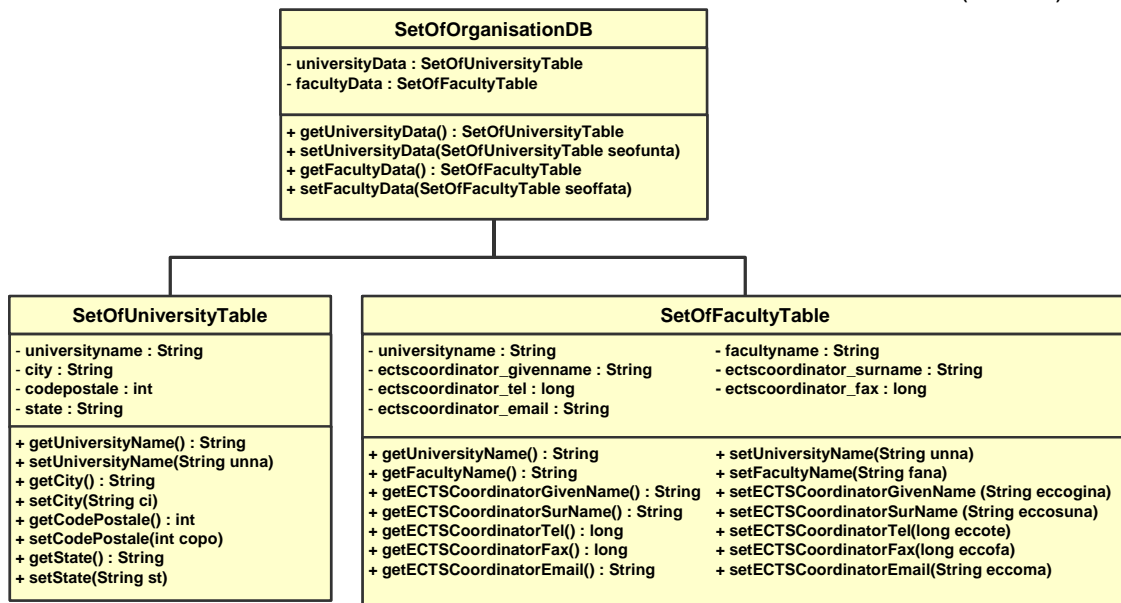 SetOfOrganisationDB
- universityData : SetOfUniversityTable
- facultyData : SetOfFacultyTable
+ getUniversityData() : SetOfUniversityTable
+ setUniversityData(SetOfUniversityTable seofunta)
+ getFacultyData() : SetOfFacultyTable
+ setFacultyData(SetOfFacultyTable seoffata)
SetOfUniversityTable
- universityname : String
- city : String
- codepostale : int
- state : String
+ getUniversityName() : String
+ setUniversityName(String unna)
+ getCity() : String
+ setCity(String ci)
+ getCodePostale() : int
+ setCodePostale(int copo)
+ getState() : String
+ setState(String st)
SetOfFacultyTable
- universityname : String - facultyname : String
- ectscoordinator_givenname : String - ectscoordinator_surname : String
- ectscoordinator_tel : long - ectscoordinator_fax : long
- ectscoordinator_email : String
+ getUniversityName() : String + setUniversityName(String unna)
+ getFacultyName() : String + setFacultyName(String fana)
+ getECTSCoordinatorGivenName() : String + setECTSCoordinatorGivenName (String eccogina)
+ getECTSCoordinatorSurName() : String + setECTSCoordinatorSurName (String eccosuna)
+ getECTSCoordinatorTel() : long + setECTSCoordinatorTel(long eccote)
+ getECTSCoordinatorFax() : long + setECTSCoordinatorFax(long eccofa)
+ getECTSCoordinatorEmail() : String + setECTSCoordinatorEmail(String eccoma)